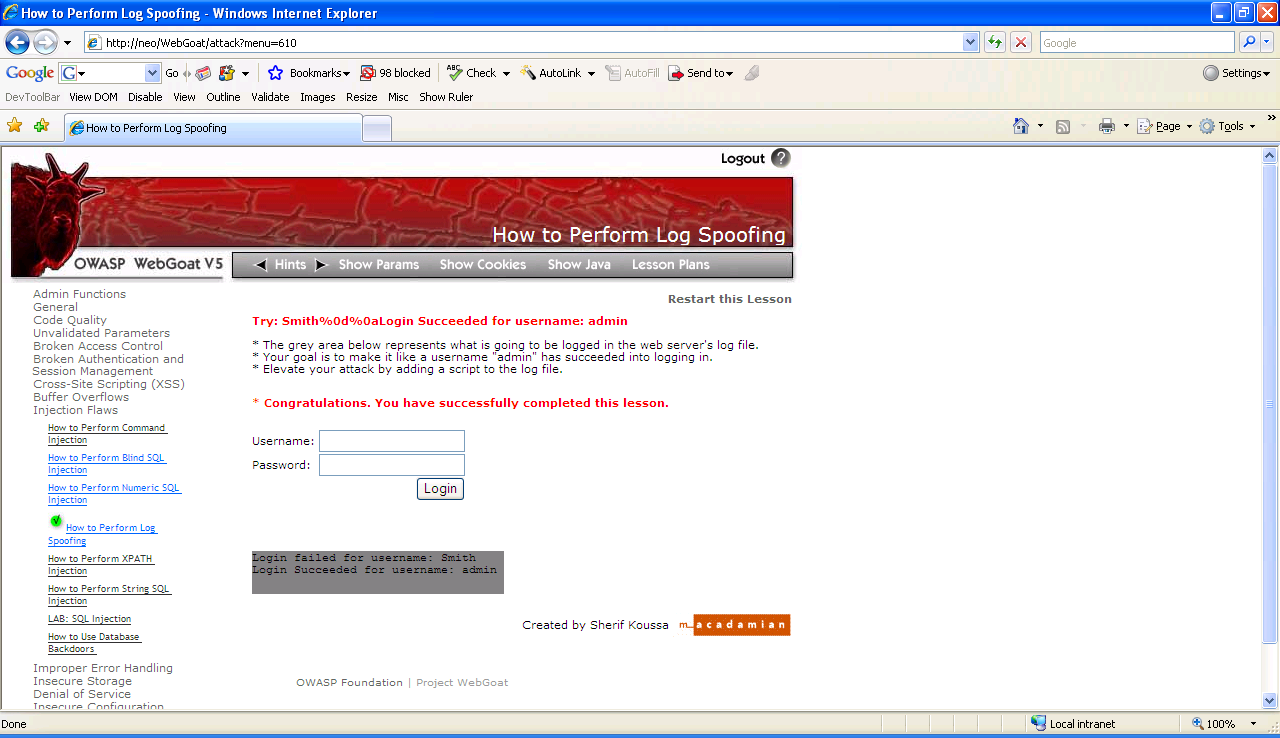 How to Perform Log Spoofing - Windows Internet Explorer
http://neo/WebGoat/attack?menu=610
Google
Google G Go Bookmarks 98 blocked ABC Check AutoLink AutoFill Send to Settings
DevToolBar View DOM Disable View Outline Validate Images Resize Misc Show Ruler
How to Perform Log Spoofing
Page Tools
Logout ?
How to Perform Log Spoofing
OWASP WebGoat V5
Hints Show Params Show Cookies Show Java Lesson Plans
Admin Functions
General
Code Quality
Unvalidated Parameters
Broken Access Control
Broken Authentication and
Session Management
Cross-Site Scripting (XSS)
Buffer Overflows
Injection Flaws
How to Perform Command
Injection
How to Perform Blind SQL
Injection
How to Perform Numeric SQL
Injection
How to Perform Log
Spoofing
How to Perform XPATH
Injection
How to Perform String SQL
Injection
LAB: SQL Injection
How to Use Database
Backdoors
Improper Error Handling
Insecure Storage
Denial of Service
Insecure Configuration
Restart this Lesson
Try: Smith%0d%0aLogin Succeeded for username: admin
* The grey area below represents what is going to be logged in the web server's log file.
* Your goal is to make it like a username "admin" has succeeded into logging in.
* Elevate your attack by adding a script to the log file.
* Congratulations. You have successfully completed this lesson.
Username:
Password:
Login
Login failed for username: Smith
Login Succeeded for username: admin
Created by Sherif Koussa m_acadamian
OWASP Foundation | Project WebGoat
Done
Local intranet
100%